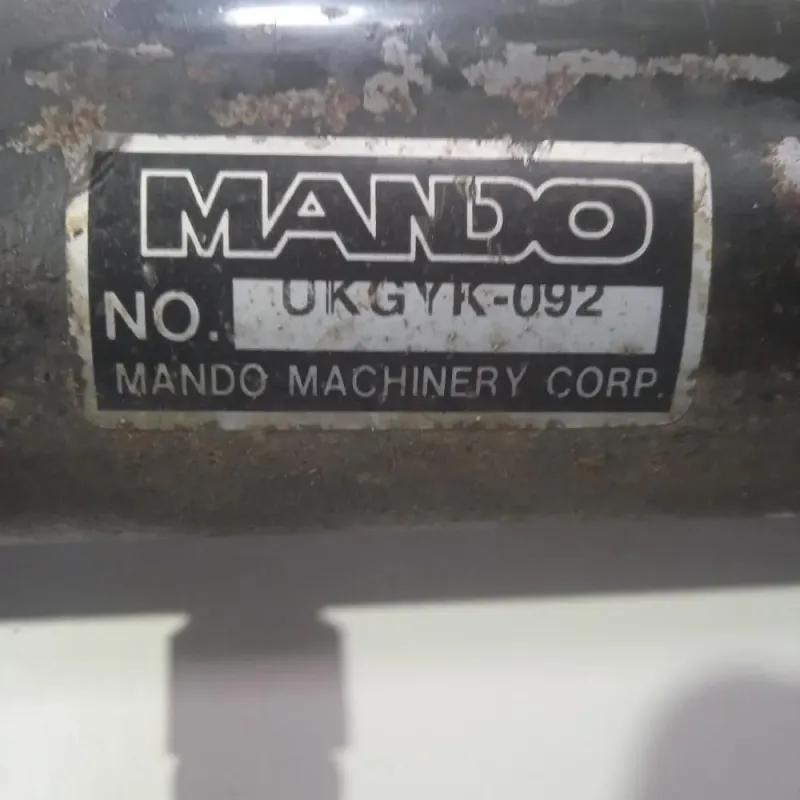 MANDO
NO. UKGYK-092
MANDO MACHINERY CORP.